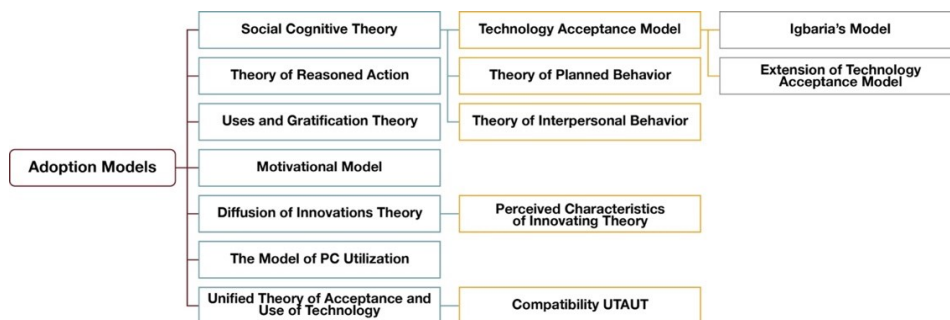 Social Cognitive Theory
Technology Acceptance Model
Igbaria's Model
Theory of Reasoned Action
Theory of Planned Behavior
Extension of Technology
Acceptance Model
Uses and Gratification Theory
Theory of Interpersonal Behavior
Adoption Models
Motivational Model
Diffusion of Innovations Theory
Perceived Characteristics
of Innovating Theory
The Model of PC Utilization
Unified Theory of Acceptance and
Use of Technology
Compatibility UTAUT